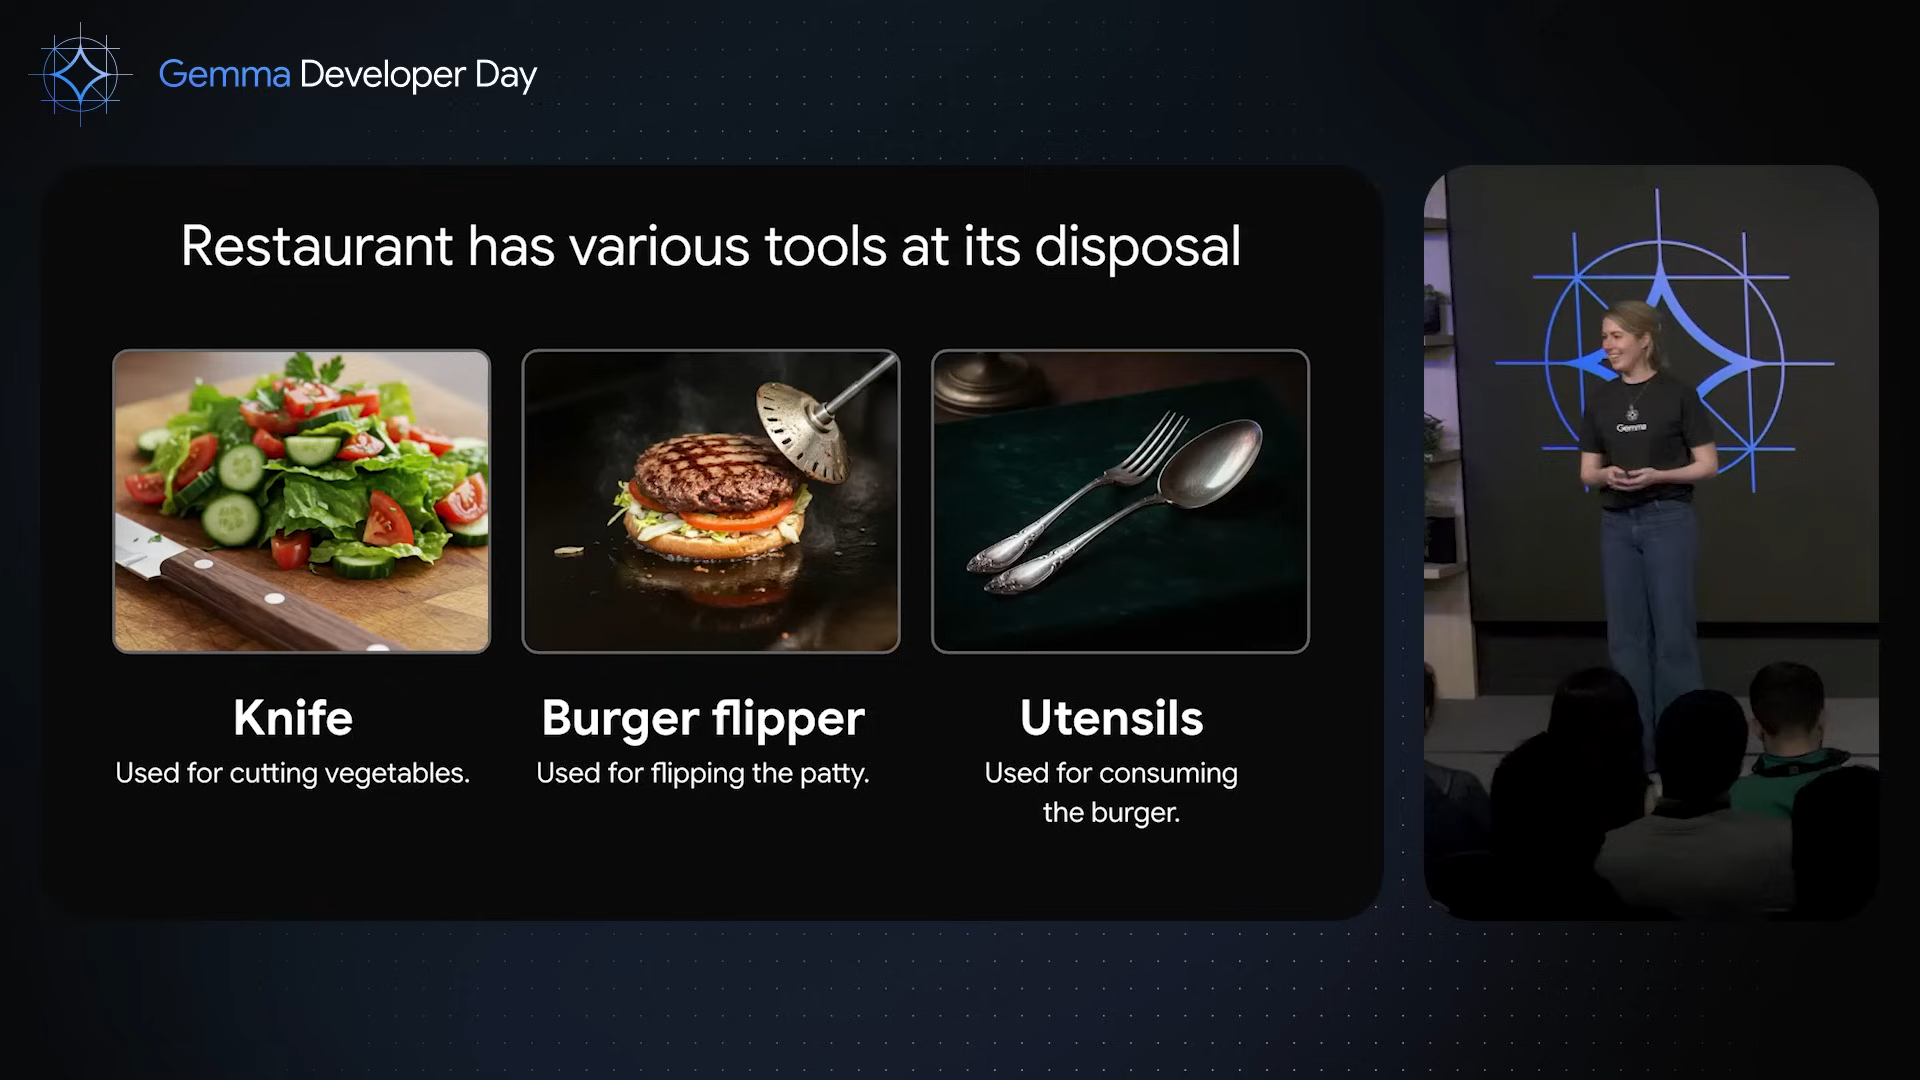 Gemma Developer Day
Restaurant has various tools at its disposal
Knife
Used for cutting vegetables.
Burger flipper
Used for flipping the patty.
Utensils
Used for consuming
the burger.
Gemma